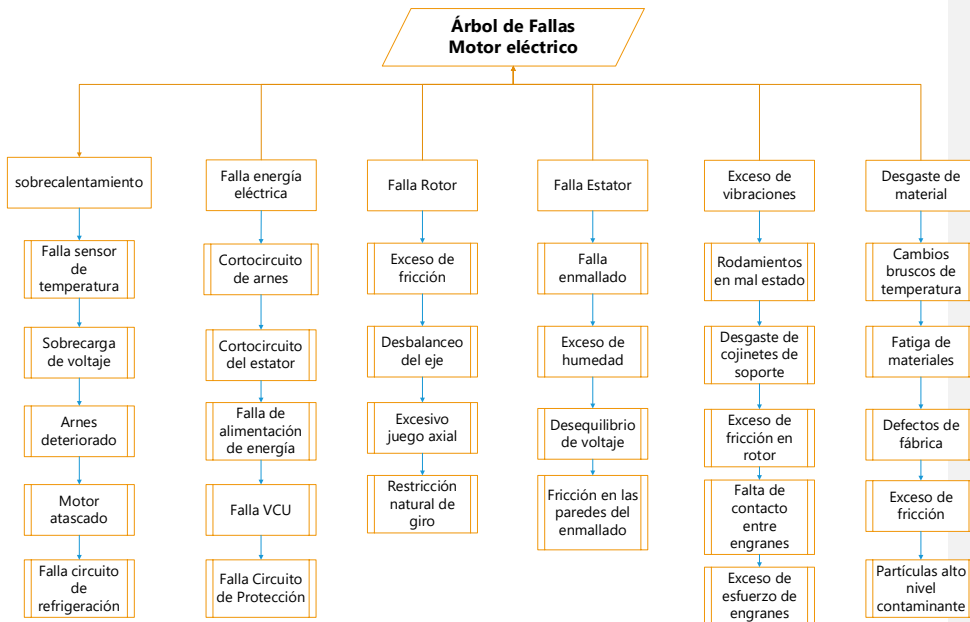 Árbol de Fallas
Motor eléctrico
sobrecalentamiento
Falla sensor
de
temperatura
Sobrecarga
de voltaje
Arnes
deteriorado
Motor
atascado
Falla circuito
de
refrigeración
Falla energía
eléctrica
Cortocircuito
de arnes
Cortocircuito
del estator
Falla de
alimentación
de energía
Falla VCU
Falla Circuito
de Protección
Falla Rotor
Exceso de
fricción
Desbalanceo
del eje
Excesivo
juego axial
Restricción
natural de
giro
Falla Estator
Falla
enmallado
Exceso de
humedad
Desequilibrio
de voltaje
Fricción en las
paredes del
enmallado
Exceso de
vibraciones
Rodamientos
en mal estado
Desgaste de
cojinetes de
soporte
Exceso de
fricción en
rotor
Falta de
contacto
entre
engranes
Exceso de
esfuerzo de
engranes
Desgaste de
material
Cambios
bruscos de
temperatura
Fatiga de
materiales
Defectos de
fábrica
Exceso de
fricción
Partículas alto
nivel
contaminante